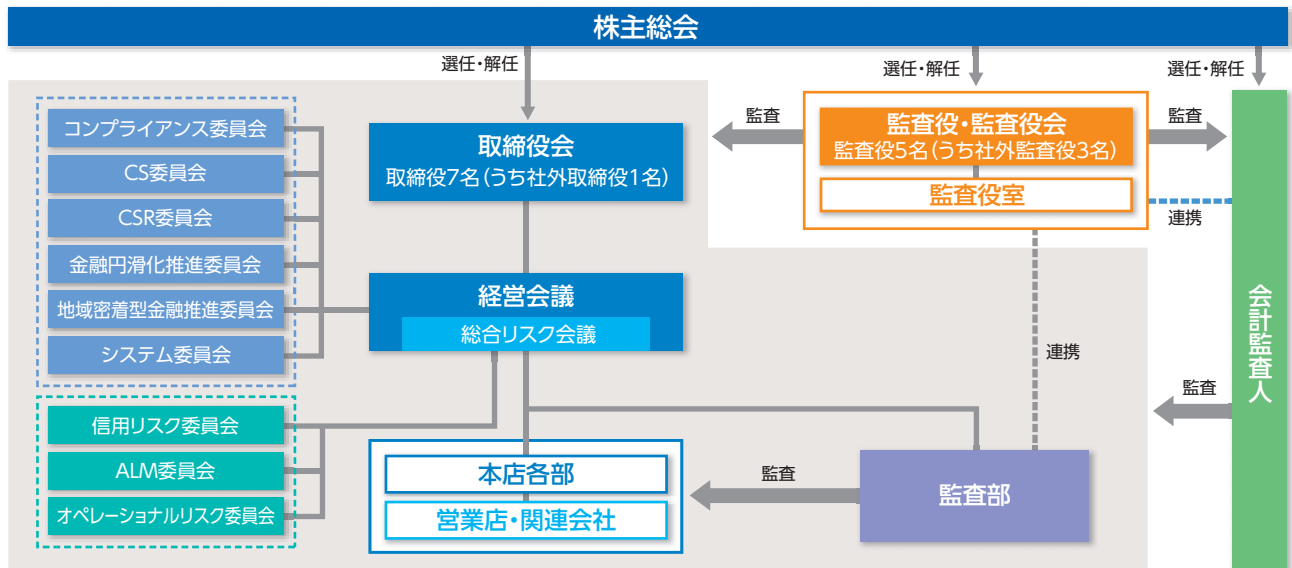 株主総会
選任・解任
選任・解任
選任・解任
コンプライアンス委員会
CS委員会
CSR委員会
金融円滑化推進委員会
地域密着型金融推進委員会
システム委員会
信用リスク委員会
ALM委員会
オペレーショナルリスク委員会
取締役会
取締役7名(うち社外取締役1名)
経営会議
総合リスク会議
本店各部
営業店・関連会社
監査
監査役・監査役会
監査役5名(うち社外監査役3名)
監査役室
監査
連携
連携
監査
監査
監査部
会計監査人